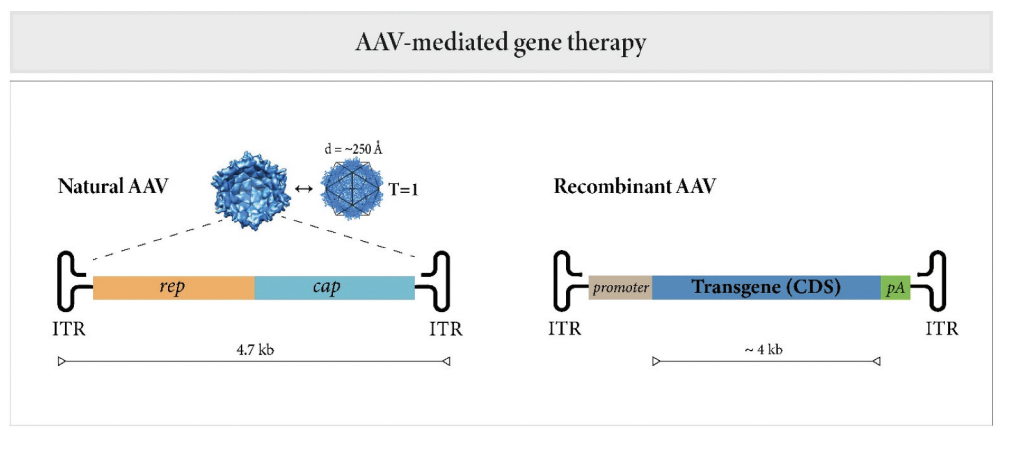 AAV-mediated gene therapy
d = ~250 Å
Natural AAV
T=1
rep
cap
ITR
ITR
4.7 kb
Recombinant AAV
promoter
Transgene (CDS)
pA
ITR
ITR
~ 4 kb